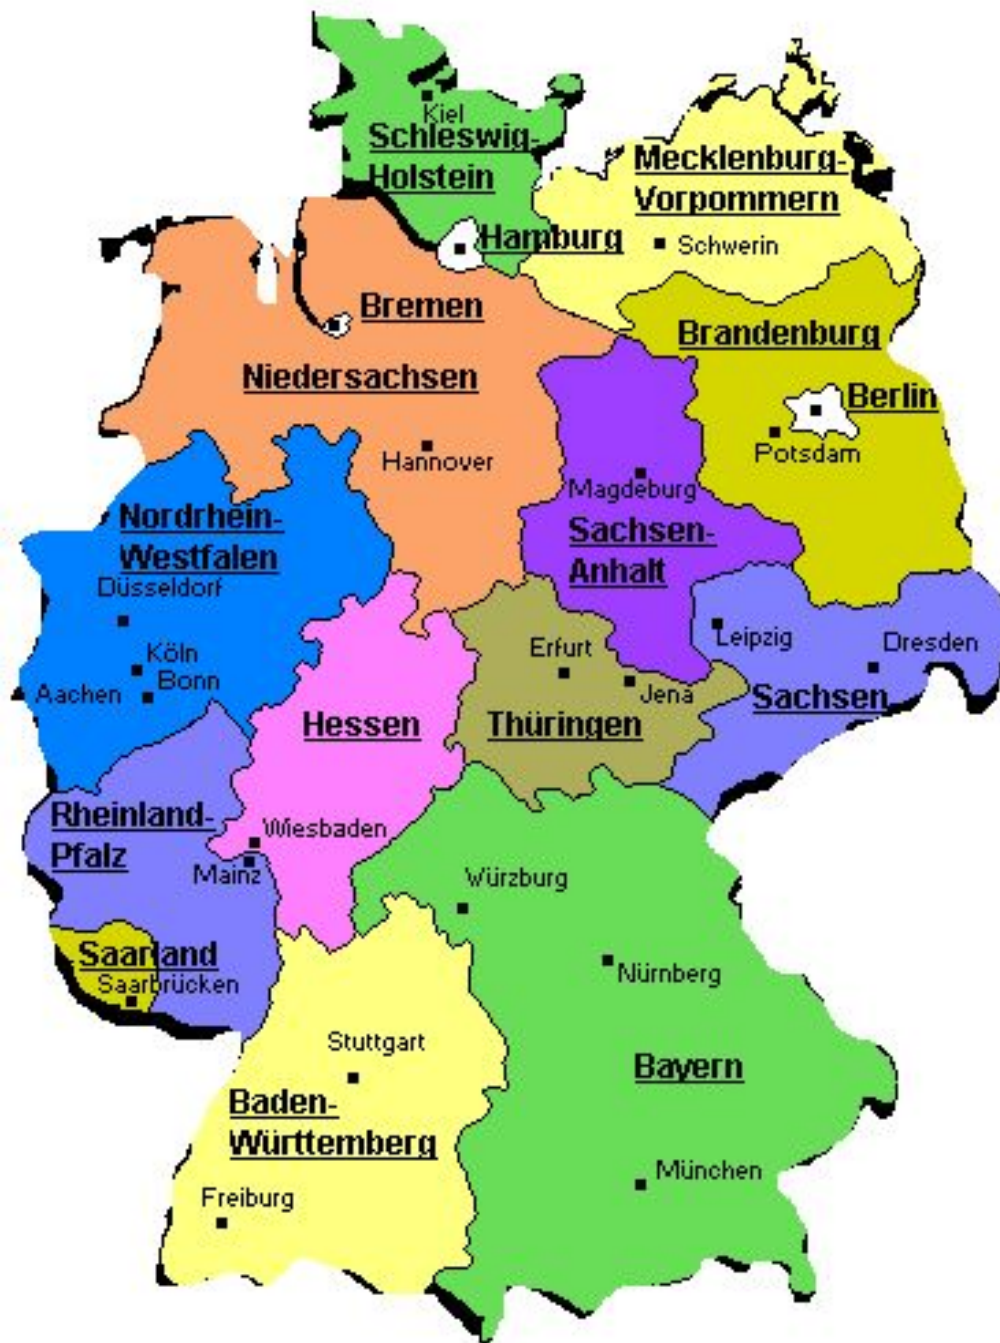 Kiel
Schleswig-
Holstein
Mecklenburg-
Vorpommern
Hamburg
Schwerin
Bremen
Brandenburg
Niedersachsen
Berlin
Hannover
Potsdam
Magdeburg
Nordrhein-
Westfalen
Sachsen-
Anhalt
Düsseldorf
Leipzig
Dresden
Köln
Erfurt
Aachen
Bonn
Jena
Sachsen
Hessen
Thüringen
Rheinland-
Pfalz
Wiesbaden
Mainz
Würzburg
Saarland
Saarbrücken
Nürnberg
Stuttgart
Bayern
Baden-
Württemberg
München
Freiburg